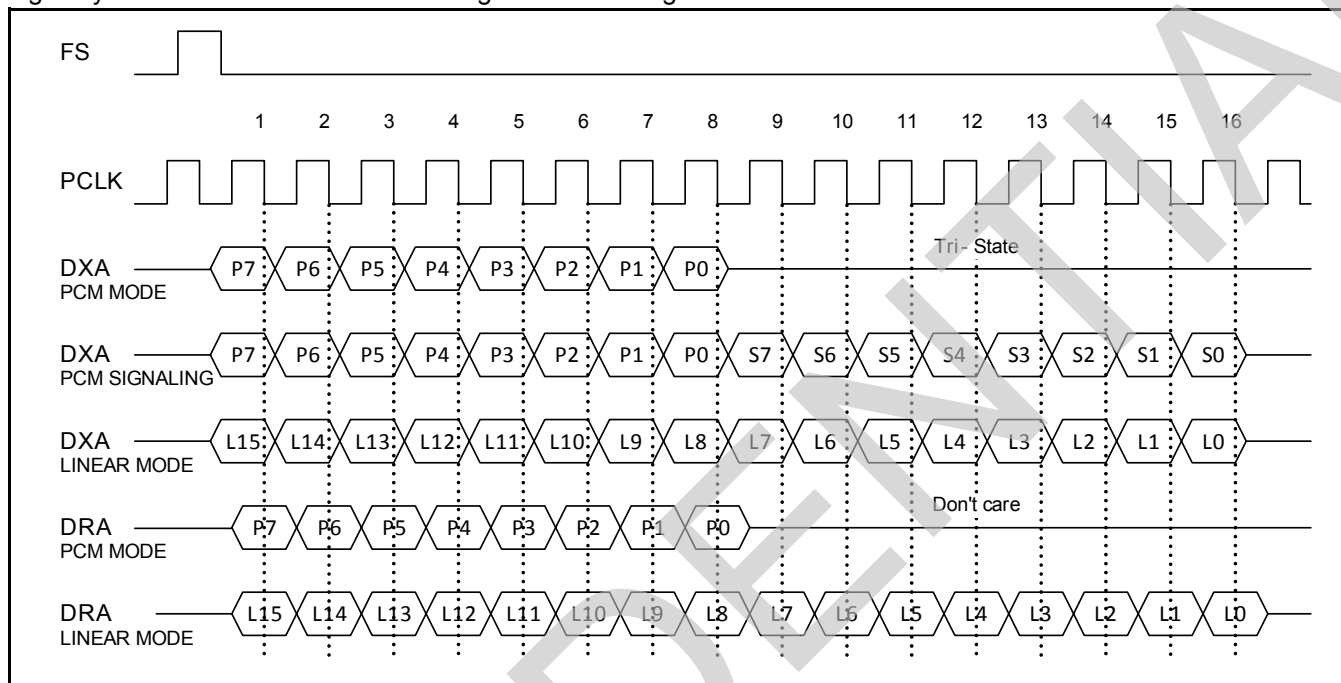 FS
1 2 3 4 5 6 7 8 9 10 11 12 13 14 15 16
PCLK
Tri- State
DXA P7 P6 P5 P4 P3 P2 P1 P0
PCM MODE
DXA P7 P6 P5 P4 P3 P2 P1 P0 S7 S6 S5 S4 S3 S2 S1 S0
PCM SIGNALING
DXA L15 L14 L13 L12 L11 L10 L9 L8 L7 L6 L5 L4 L3 L2 L1 L0
LINEAR MODE
Don't care
DRA P7 P6 P5 P4 P3 P2 P1 P0
PCM MODE
DRA L15 L14 L13 L12 L11 L10 L9 L8 L7 L6 L5 L4 L3 L2 L1 L0
LINEAR MODE
DENTIA